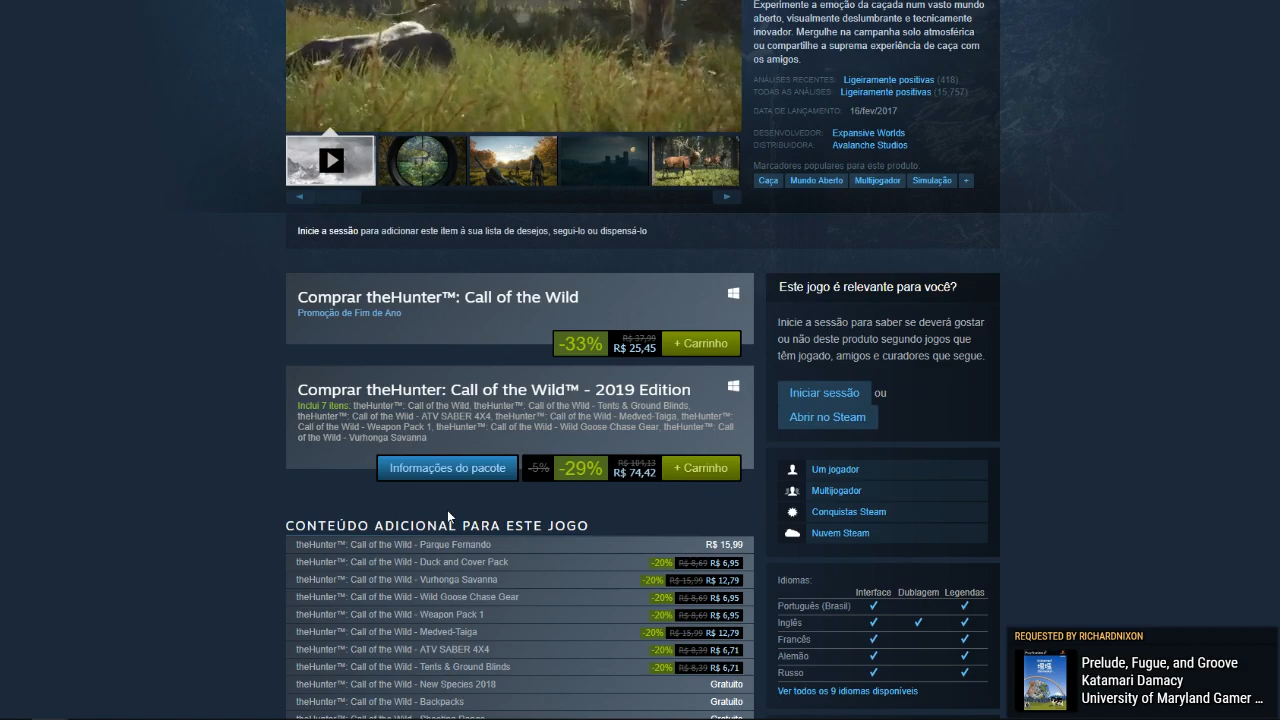 Experimente a emoção da caçada num vasto mundo
aberto, visualmente deslumbrante e tecnicamente
inovador. Mergulhe na campanha solo atmosférica
ou compartilhe a suprema experiência de caça com
os amigos.
ANÁLISES RECENTES: Ligeiramente positivas (418)
TODAS AS ANÁLISES: Ligeiramente positivas (15,757)
DATA DE LANÇAMENTO: 16/fev/2017
DESENVOLVEDOR: Expansive Worlds
DISTRIBUIDORA: Avalanche Studios
Marcadores populares para este produto:
Caça Mundo Aberto Multijogador Simulação +
Inicie a sessão para adicionar este item à sua lista de desejos, segui-lo ou dispensá-lo
Comprar theHunter™: Call of the Wild
Promoção de Fim de Ano
-33% R$ 37,99 R$ 25,45 + Carrinho
Comprar theHunter: Call of the Wild™ - 2019 Edition
Inclui 7 itens: theHunter™: Call of the Wild, theHunter™: Call of the Wild - Tents & Ground Blinds,
theHunter™: Call of the Wild - ATV SABER 4X4, theHunter™: Call of the Wild - Medved-Taiga, theHunter™:
Call of the Wild - Weapon Pack 1, theHunter™: Call of the Wild - Wild Goose Chase Gear, theHunter™: Call
of the Wild - Vurhonga Savanna
Informações do pacote -5% -29% R$ 104,13 R$ 74,42 + Carrinho
CONTEÚDO ADICIONAL PARA ESTE JOGO
theHunter™: Call of the Wild - Parque Fernando R$ 15,99
theHunter™: Call of the Wild - Duck and Cover Pack -20% R$ 8,69 R$ 6,95
theHunter™: Call of the Wild - Vurhonga Savanna -20% R$ 15,99 R$ 12,79
theHunter™: Call of the Wild - Wild Goose Chase Gear -20% R$ 8,69 R$ 6,95
theHunter™: Call of the Wild - Weapon Pack 1 -20% R$ 8,69 R$ 6,95
theHunter™: Call of the Wild - Medved-Taiga -20% R$ 15,99 R$ 12,79
theHunter™: Call of the Wild - ATV SABER 4X4 -20% R$ 8,39 R$ 6,71
theHunter™: Call of the Wild - Tents & Ground Blinds -20% R$ 8,39 R$ 6,71
theHunter™: Call of the Wild - New Species 2018 Gratuito
theHunter™: Call of the Wild - Backpacks Gratuito
Este jogo é relevante para você?
Inicie a sessão para saber se deverá gostar
ou não deste produto segundo jogos que
têm jogado, amigos e curadores que segue.
Iniciar sessão ou
Abrir no Steam
Um jogador
Multijogador
Conquistas Steam
Nuvem Steam
Idiomas:
Interface Dublagem Legendas
Português (Brasil)
Inglês
Francês
Alemão
Russo
Ver todos os 9 idiomas disponíveis
REQUESTED BY RICHARDNIXON
Prelude, Fugue, and Groove
Katamari Damacy
University of Maryland Gamer ...